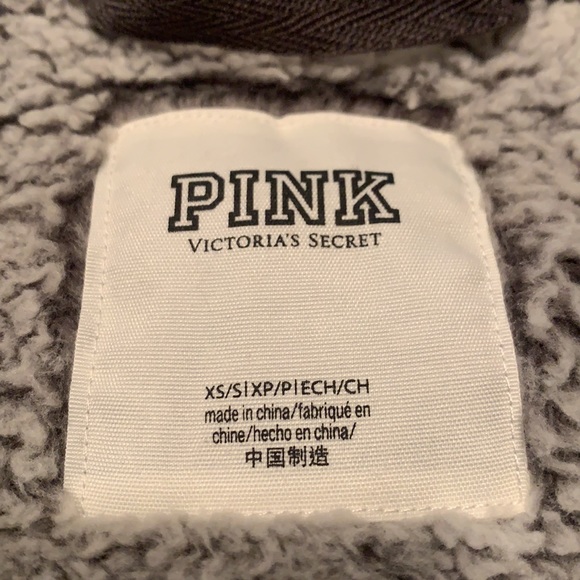 PINK
VICTORIA'S SECRET
XS/S|XP/P|ECH/CH
made in china/fabriqué en
chine/hecho en china/
中国制造